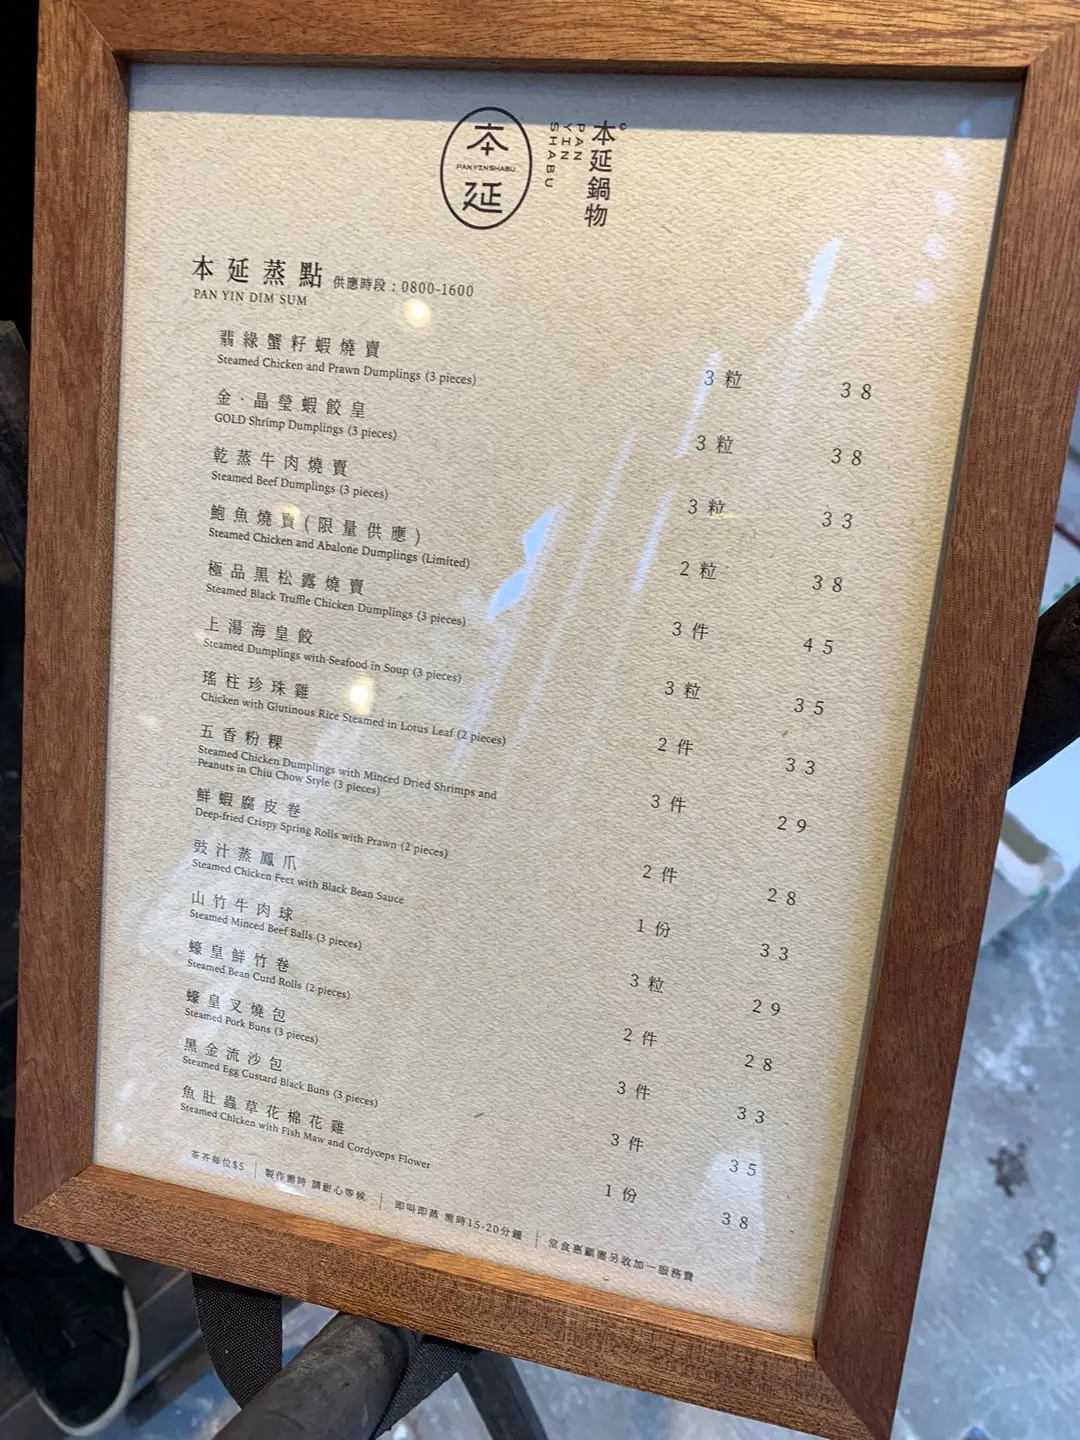 本
PANYINSHABU
延
本延鍋物
PAN
YIN
SHABU
本延蒸點 供應時段：0800-1600
PAN YIN DIM SUM
翡綠蟹籽蝦燒賣 3粒 38
Steamed Chicken and Prawn Dumplings (3 pieces)
金·晶瑩蝦餃皇 3粒 38
GOLD Shrimp Dumplings (3 pieces)
乾蒸牛肉燒賣 3粒 33
Steamed Beef Dumplings (3 pieces)
鮑魚燒賣(限量供應) 2粒 38
Steamed Chicken and Abalone Dumplings (Limited)
極品黑松露燒賣 3件 45
Steamed Black Truffle Chicken Dumplings (3 pieces)
上湯海皇餃 3粒 35
Steamed Dumplings with Seafood in Soup (3 pieces)
瑤柱珍珠雞 2件 33
Chicken with Glutinous Rice Steamed in Lotus Leaf (2 pieces)
五香粉粿 3件 29
Steamed Chicken Dumplings with Minced Dried Shrimps and
Peanuts in Chiu Chow Style (3 pieces)
鮮蝦腐皮卷 2件 28
Deep-fried Crispy Spring Rolls with Prawn (2 pieces)
豉汁蒸鳳爪 1份 33
Steamed Chicken Feet with Black Bean Sauce
山竹牛肉球 3粒 29
Steamed Minced Beef Balls (3 pieces)
蠔皇鮮竹卷 2件 28
Steamed Bean Curd Rolls (2 pieces)
蠔皇叉燒包 3件 33
Steamed Pork Buns (3 pieces)
黑金流沙包 3件 35
Steamed Egg Custard Black Buns (3 pieces)
魚肚蟲草花棉花雞 1份 38
Steamed Chicken with Fish Maw and Cordyceps Flower
茶芥每位$5 | 製作需時 請耐心等候 | 即叫即蒸 需時15-20分鐘 | 堂食惠顧需另收加一服務費